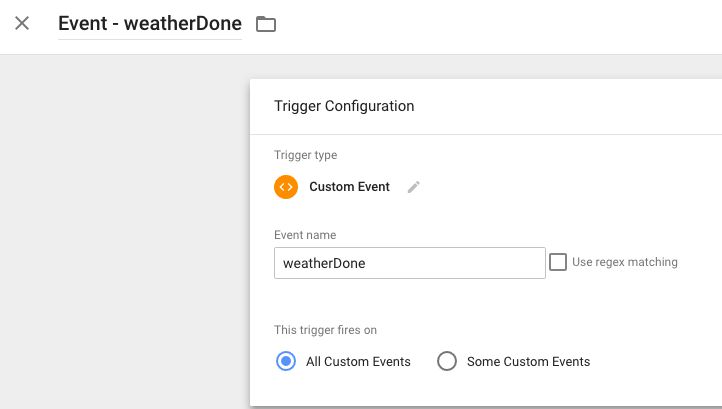 Event - weatherDone
Trigger Configuration
Trigger type
Custom Event
Event name
weatherDone
Use regex matching
This trigger fires on
All Custom Events
Some Custom Events